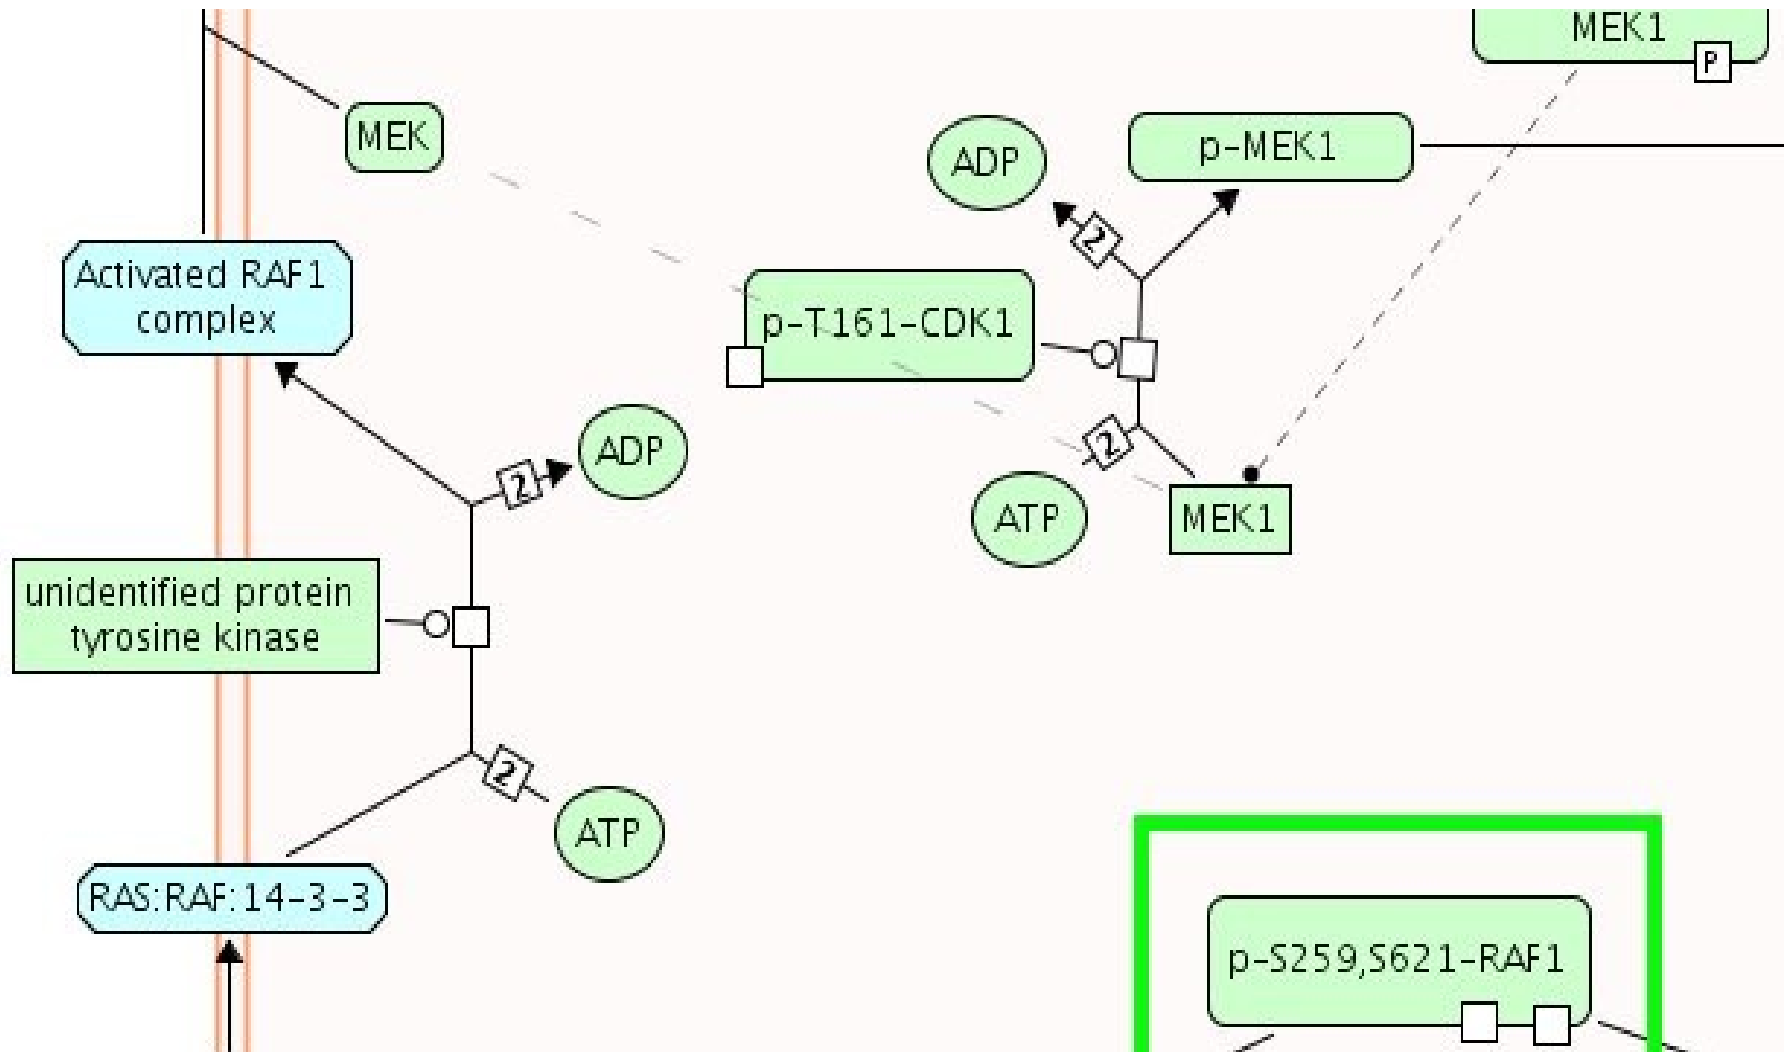 MEK1
P
MEK
ADP
p-MEK1
2
Activated RAF1
complex
p-T161-CDK1
2
ADP
2
ATP
MEK1
unidentified protein
tyrosine kinase
2
ATP
RAS:RAF:14-3-3
p-S259,S621-RAF1